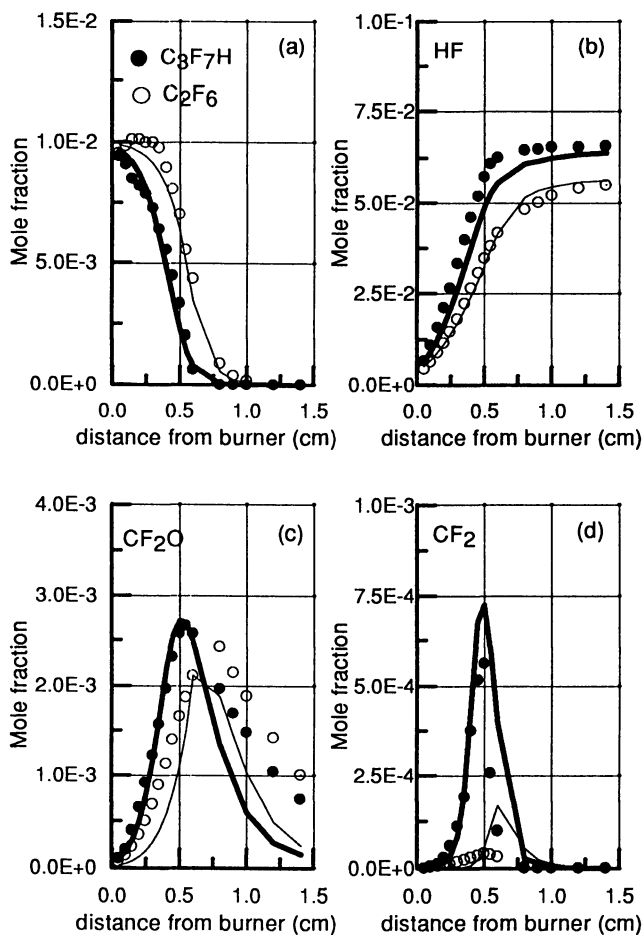 1.5E-2
(a)
● C₃F₇H
○ C₂F₆
1.0E-2
5.0E-3
0.0E+0
Mole fraction
0.0 0.5 1.0 1.5
distance from burner (cm)
1.0E-1
HF
(b)
7.5E-2
5.0E-2
2.5E-2
0.0E+0
Mole fraction
0.0 0.5 1.0 1.5
distance from burner (cm)
4.0E-3
CF₂O
(c)
3.0E-3
2.0E-3
1.0E-3
0.0E+0
Mole fraction
0.0 0.5 1.0 1.5
distance from burner (cm)
1.0E-3
CF₂
(d)
7.5E-4
5.0E-4
2.5E-4
0.0E+0
Mole fraction
0.0 0.5 1.0 1.5
distance from burner (cm)